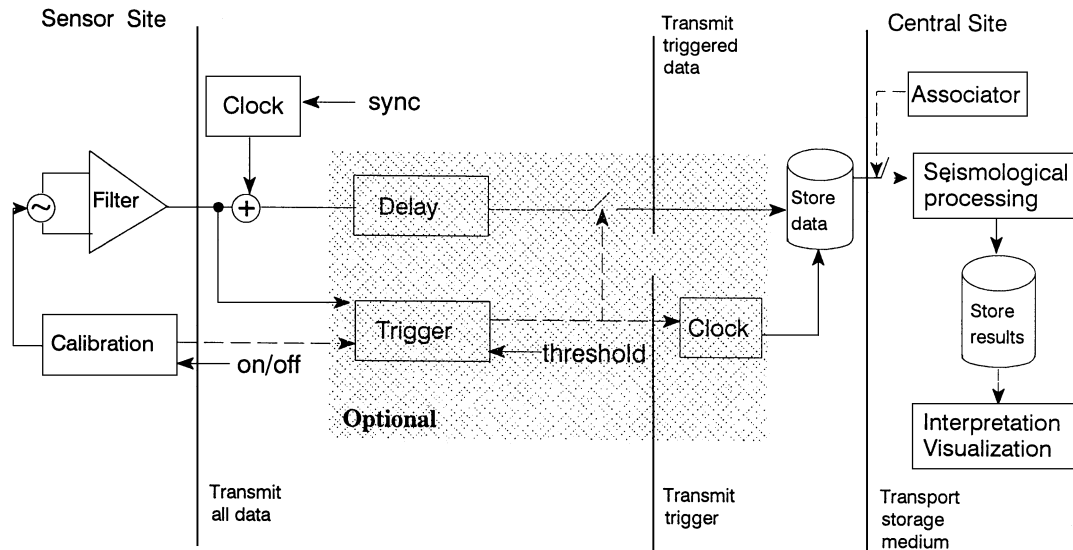 Sensor Site
Transmit
triggered
data
Central Site
Clock
sync
Associator
Filter
Delay
Store
data
Seismological
processing
Calibration
on/off
Trigger
threshold
Clock
Store
results
Optional
Interpretation
Visualization
Transmit
all data
Transmit
trigger
Transport
storage
medium